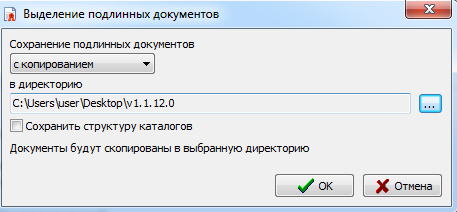 Выделение подлинных документов
Сохранение подлинных документов
с копированием
в директорию
C:\Users\user\Desktop\v1.1.12.0
...
Сохранить структуру каталогов
Документы будут скопированы в выбранную директорию
OK
Отмена